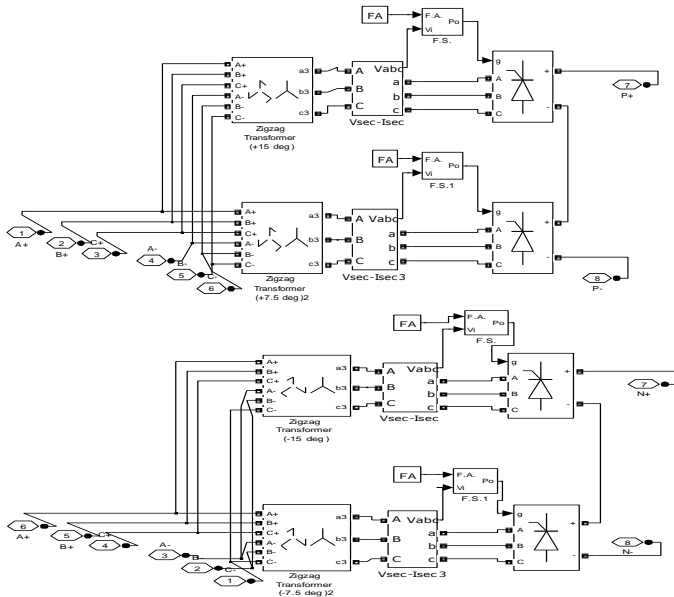 FA
F.A.
Vi
Po
F.S.
A+
B+
C+
A-
B-
C-
a3
b3
c3
Zigzag
Transformer
(+15 deg)
A
B
C
Vabc
a
b
c
Vsec-Isec
g
A
B
C
+
-
7
P+
FA
F.A.
Vi
Po
F.S.1
A+
B+
C+
A-
B-
C-
a3
b3
c3
Zigzag
Transformer
(+7.5 deg)2
A
B
C
Vabc
a
b
c
Vsec-Isec3
g
A
B
C
+
-
8
P-
1
A+
2
B+
C+
3
A-
4
B-
5
C-
6
FA
F.A.
Vi
Po
F.S.
A+
B+
C+
A-
B-
C-
a3
b3
c3
Zigzag
Transformer
(-15 deg)
A
B
C
Vabc
a
b
c
Vsec-Isec
g
A
B
C
+
-
7
N+
FA
F.A.
Vi
Po
F.S.1
A+
B+
C+
A-
B-
C-
a3
b3
c3
Zigzag
Transformer
(-7.5 deg)2
A
B
C
Vabc
a
b
c
Vsec-Isec3
g
A
B
C
+
-
8
N-
6
A+
5
B+
C+
4
A-
3
B-
2
C-
1